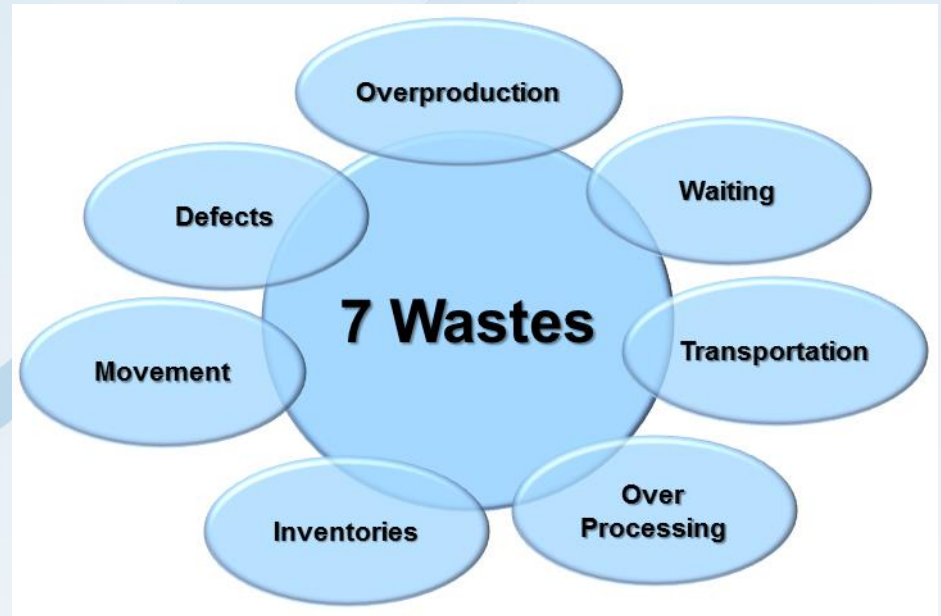 Overproduction
Waiting
Transportation
Over
Processing
Inventories
Movement
Defects
7 Wastes